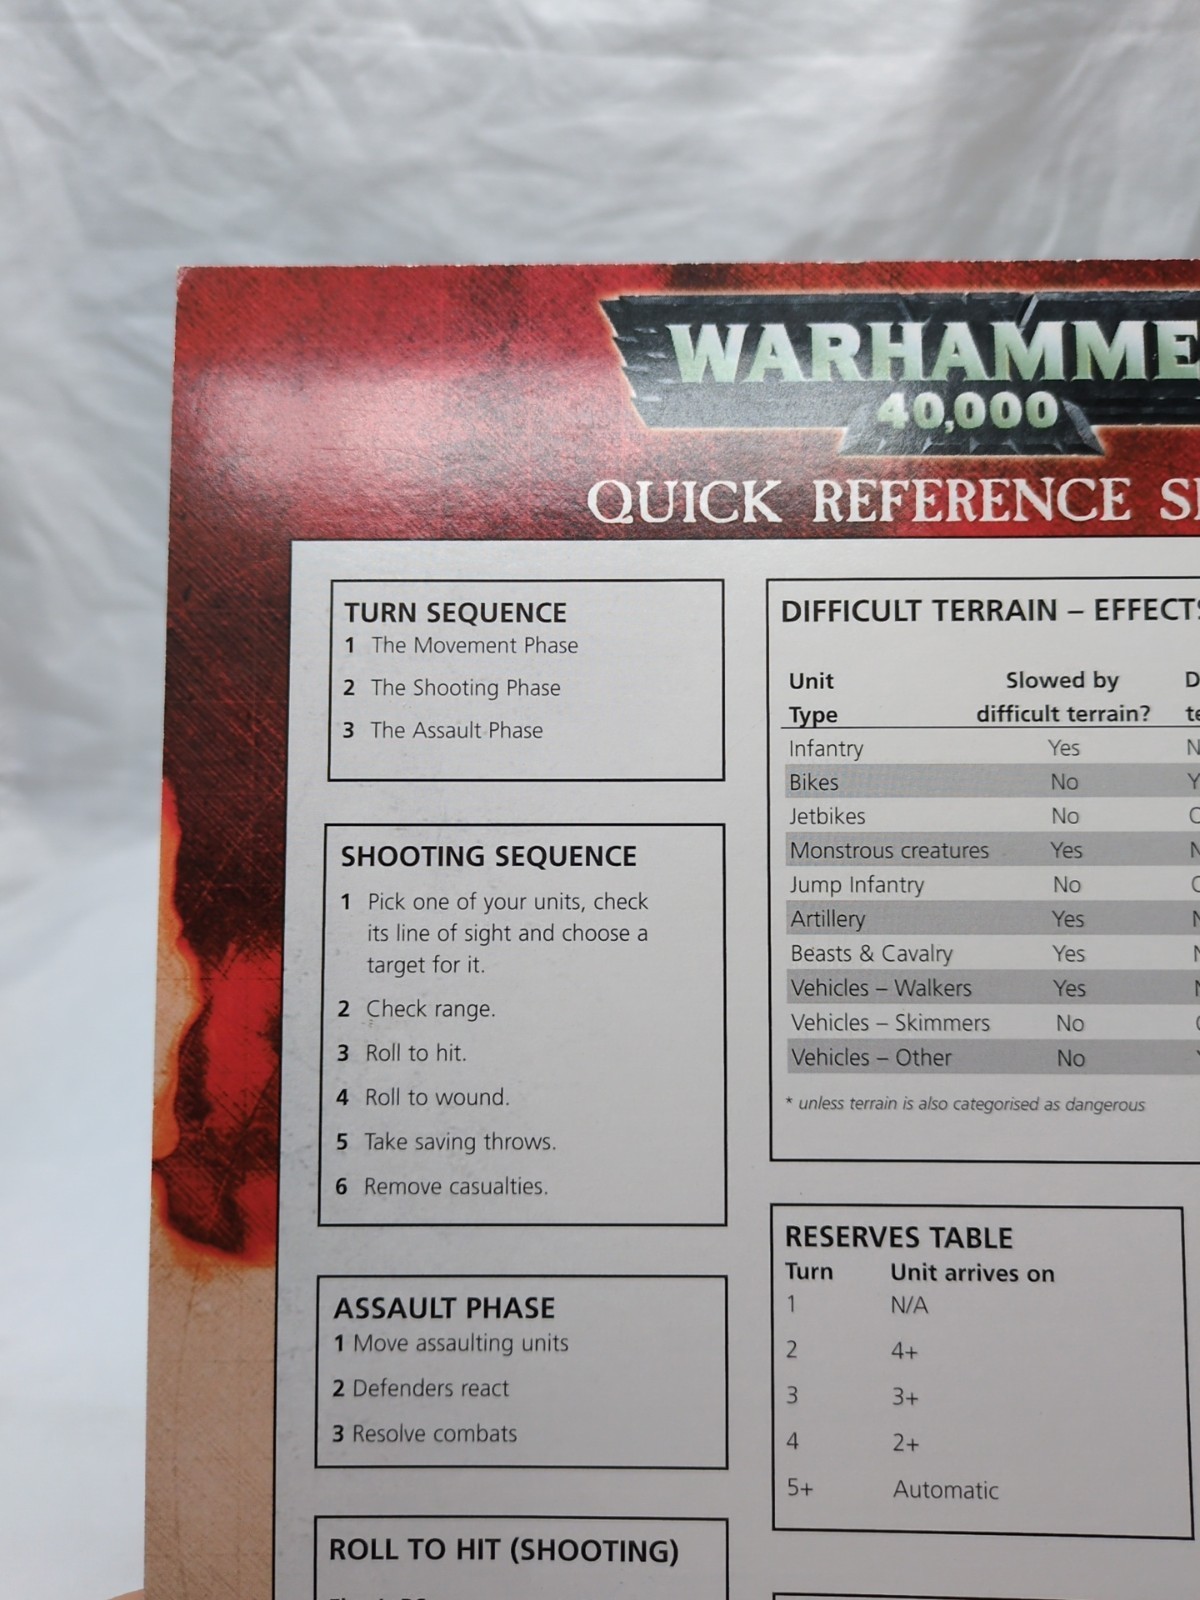 WARHAMME
40,000
QUICK REFERENCE
TURN SEQUENCE
1 The Movement Phase
2 The Shooting Phase
3 The Assault Phase
SHOOTING SEQUENCE
1 Pick one of your units, check
its line of sight and choose a
target for it.
2 Check range.
3 Roll to hit.
4 Roll to wound.
5 Take saving throws.
6 Remove casualties.
ASSAULT PHASE
1 Move assaulting units
2 Defenders react
3 Resolve combats
ROLL TO HIT (SHOOTING)
DIFFICULT TERRAIN – EFFECTS
Unit Slowed by
Type difficult terrain?
Infantry Yes
Bikes No
Jetbikes No
Monstrous creatures Yes
Jump Infantry No
Artillery Yes
Beasts & Cavalry Yes
Vehicles – Walkers Yes
Vehicles – Skimmers No
Vehicles – Other No
* unless terrain is also categorised as dangerous
RESERVES TABLE
Turn Unit arrives on
1 N/A
2 4+
3 3+
4 2+
5+ Automatic